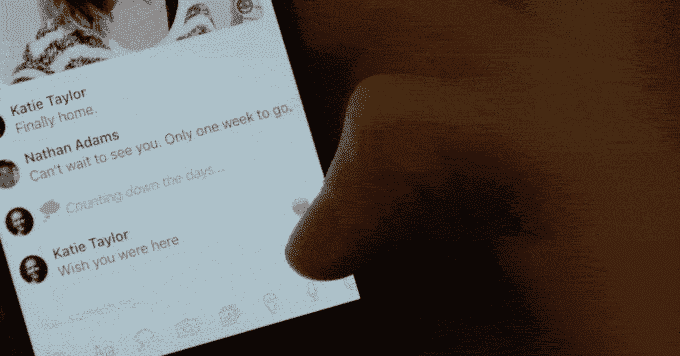 Katie Taylor
Finally home.
Nathan Adams
Can't wait to see you. Only one week to go.
Counting down the days...
Katie Taylor
Wish you were here